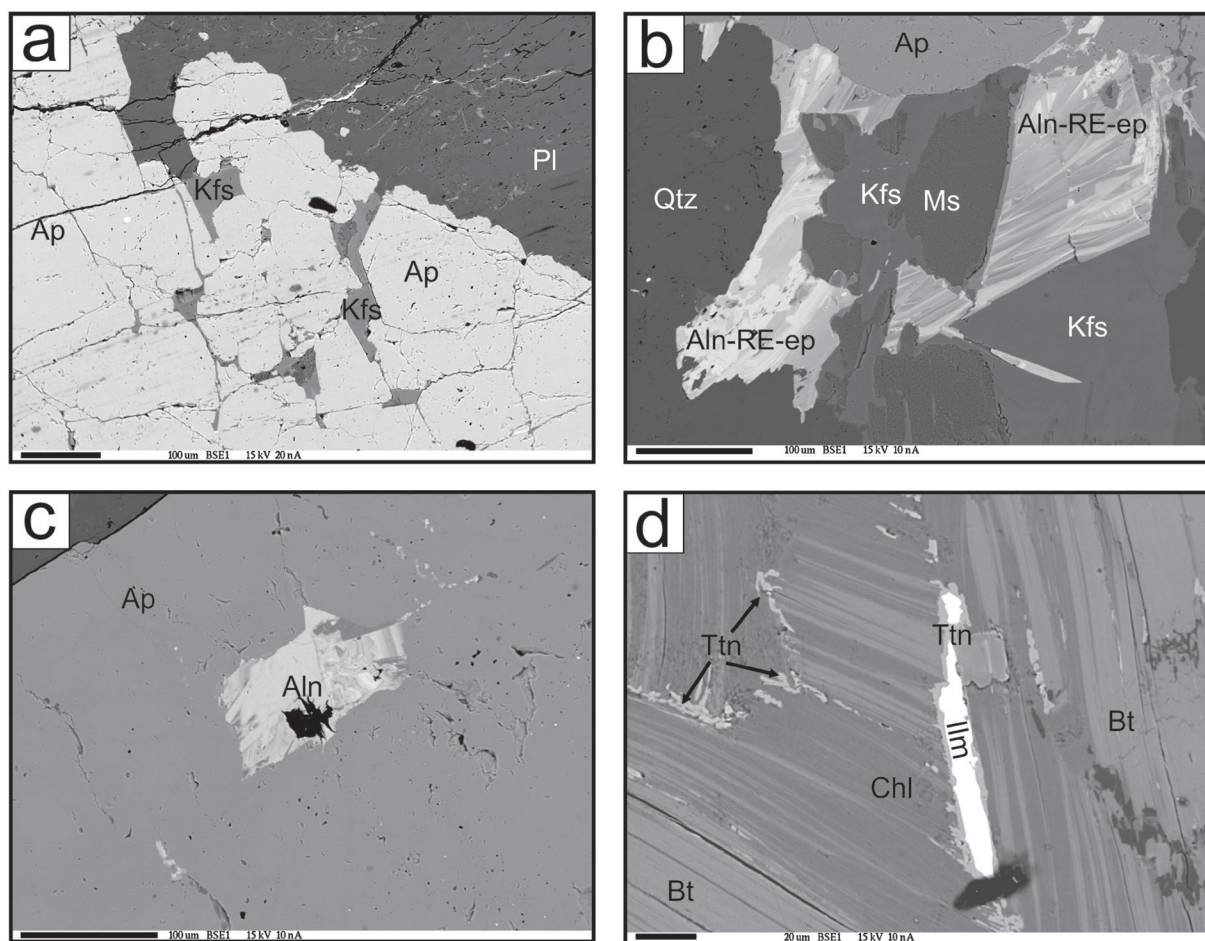 a
Pl
Kfs
Ap
Ap
Kfs
100 um BSE1 15 kV 20 nA
b
Ap
Aln-RE-ep
Qtz
Kfs
Ms
Aln-RE-ep
Kfs
100 um BSE1 15 kV 10 nA
c
Ap
Aln
100 um BSE1 15 kV 10 nA
d
Ttn
Ttn
Ilm
Bt
Chl
Bt
20 um BSE1 15 kV 10 nA